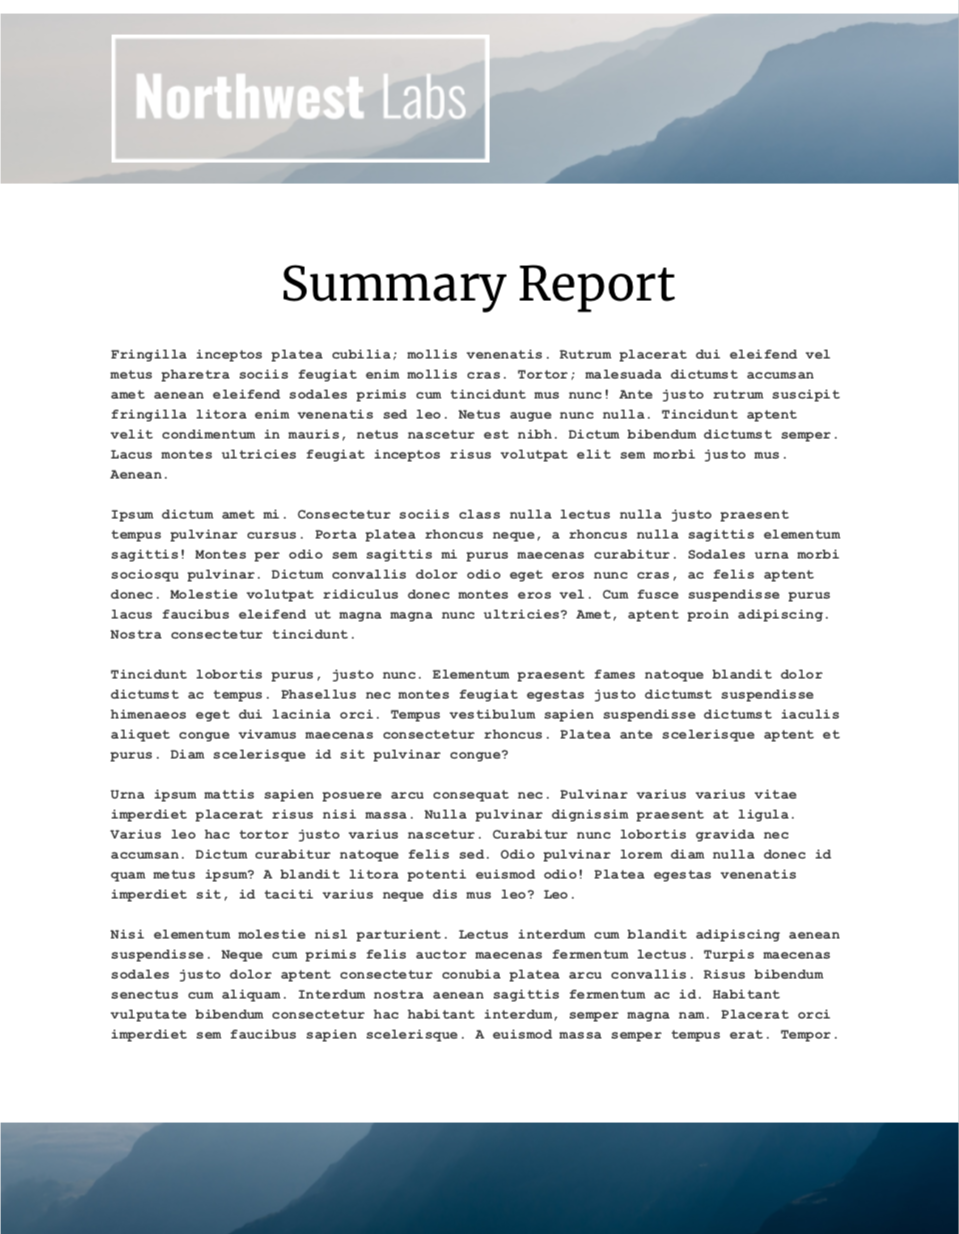 Northwest Labs
Summary Report
Fringilla inceptos platea cubilia; mollis venenatis. Rutrum placerat dui eleifend vel
metus pharetra sociis feugiat enim mollis cras. Tortor; malesuada dictumst accumsan
amet aenean eleifend sodales primis cum tincidunt mus nunc! Ante justo rutrum suscipit
fringilla litora enim venenatis sed leo. Netus augue nunc nulla. Tincidunt aptent
velit condimentum in mauris, netus nascetur est nibh. Dictum bibendum dictumst semper.
Lacus montes ultricies feugiat inceptos risus volutpat elit sem morbi justo mus.
Aenean.
Ipsum dictum amet mi. Consectetur sociis class nulla lectus nulla justo praesent
tempus pulvinar cursus. Porta platea rhoncus neque, a rhoncus nulla sagittis elementum
sagittis! Montes per odio sem sagittis mi purus maecenas curabitur. Sodales urna morbi
sociosqu pulvinar. Dictum convallis dolor odio eget eros nunc cras, ac felis aptent
donec. Molestie volutpat ridiculus donec montes eros vel. Cum fusce suspendisse purus
lacus faucibus eleifend ut magna magna nunc ultricies? Amet, aptent proin adipiscing.
Nostra consectetur tincidunt.
Tincidunt lobortis purus, justo nunc. Elementum praesent fames natoque blandit dolor
dictumst ac tempus. Phasellus nec montes feugiat egestas justo dictumst suspendisse
himenaeos eget dui lacinia orci. Tempus vestibulum sapien suspendisse dictumst iaculis
aliquet congue vivamus maecenas consectetur rhoncus. Platea ante scelerisque aptent et
purus. Diam scelerisque id sit pulvinar congue?
Urna ipsum mattis sapien posuere arcu consequat nec. Pulvinar varius varius vitae
imperdiet placerat risus nisi massa. Nulla pulvinar dignissim praesent at ligula.
Varius leo hac tortor justo varius nascetur. Curabitur nunc lobortis gravida nec
accumsan. Dictum curabitur natoque felis sed. Odio pulvinar lorem diam nulla donec id
quam metus ipsum? A blandit litora potenti euismod odio! Platea egestas venenatis
imperdiet sit, id taciti varius neque dis mus leo? Leo.
Nisi elementum molestie nisl parturient. Lectus interdum cum blandit adipiscing aenean
suspendisse. Neque cum primis felis auctor maecenas fermentum lectus. Turpis maecenas
sodales justo dolor aptent consectetur conubia platea arcu convallis. Risus bibendum
senectus cum aliquam. Interdum nostra aenean sagittis fermentum ac id. Habitant
vulputate bibendum consectetur hac habitant interdum, semper magna nam. Placerat orci
imperdiet sem faucibus sapien scelerisque. A euismod massa semper tempus erat. Tempor.